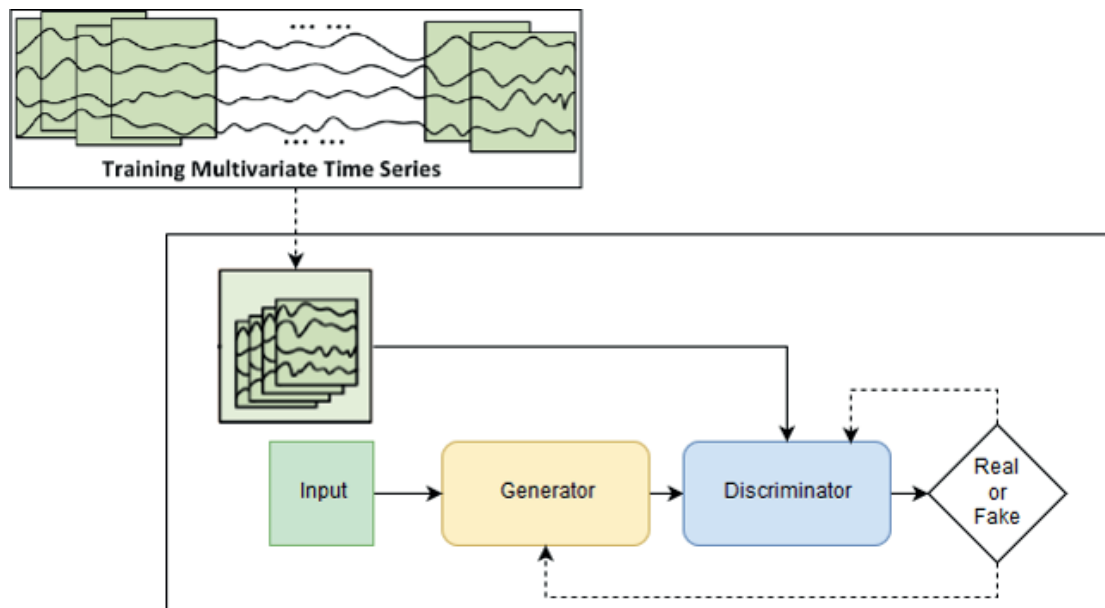 ... ...
... ...
Training Multivariate Time Series
Input
Generator
Discriminator
Real
or
Fake